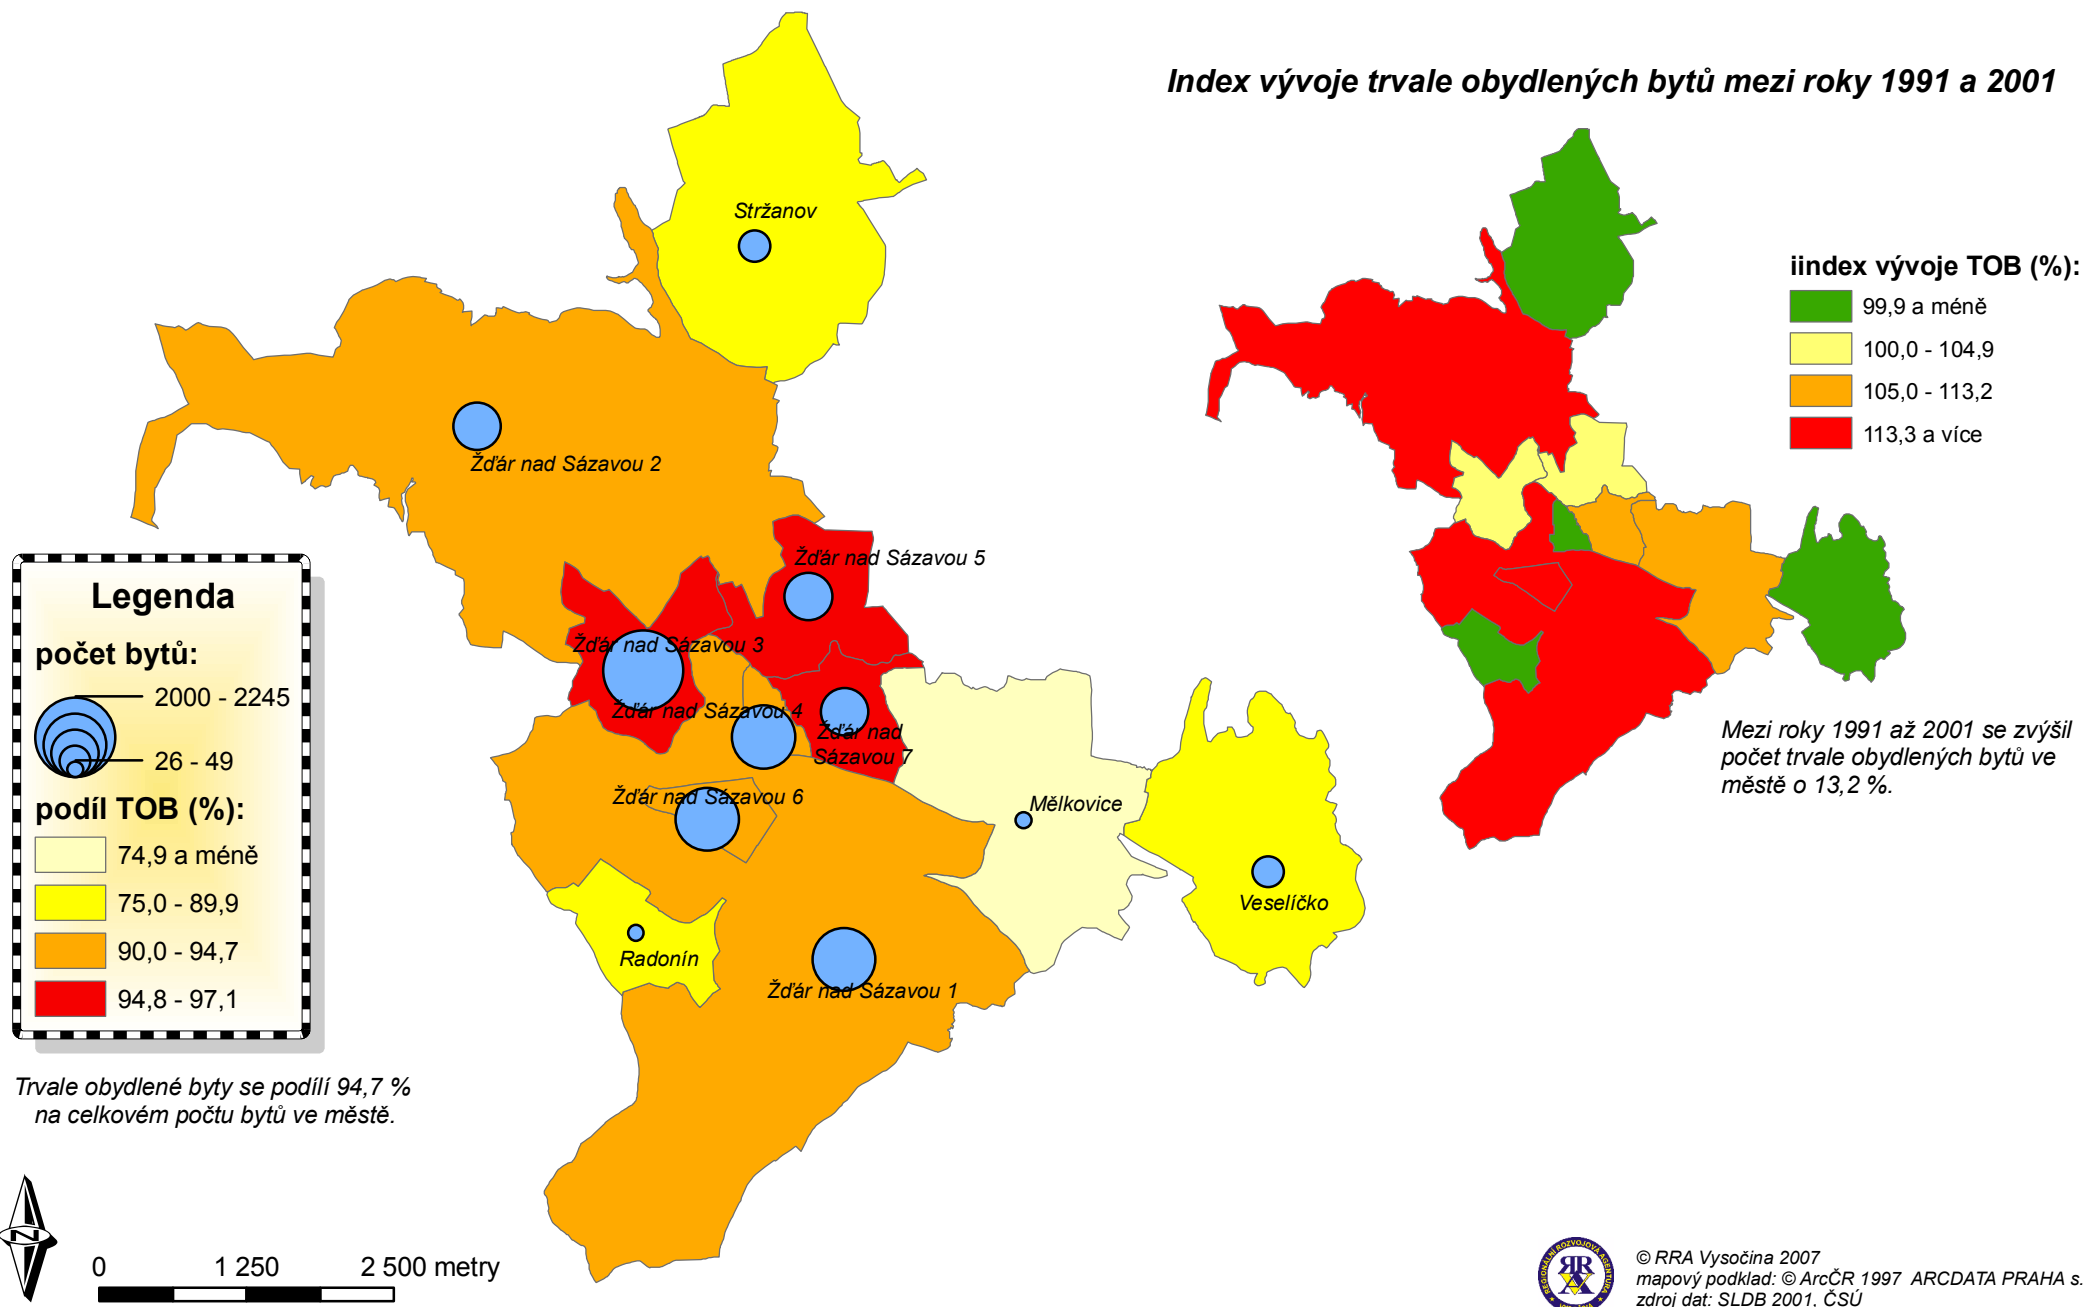 Index vývoje trvale obydlených bytů mezi roky 1991 a 2001
Stržanov
Žďár nad Sázavou 2
Žďár nad Sázavou 5
Žďár nad Sázavou 3
Žďár nad Sázavou 4
Žďár nad
Sázavou 7
Žďár nad Sázavou 6
Mělkovice
Veselíčko
Radonín
Žďár nad Sázavou 1
iindex vývoje TOB (%):
99,9 a méně
100,0 - 104,9
105,0 - 113,2
113,3 a více
Mezi roky 1991 až 2001 se zvýšil
počet trvale obydlených bytů ve
městě o 13,2 %.
Legenda
počet bytů:
2000 - 2245
26 - 49
podíl TOB (%):
74,9 a méně
75,0 - 89,9
90,0 - 94,7
94,8 - 97,1
Trvale obydlené byty se podílí 94,7 %
na celkovém počtu bytů ve městě.
N
0 1 250 2 500 metry
REGIONÁLNÍ ROZVOJOVÁ AGENTURA
RRA
© RRA Vysočina 2007
mapový podklad: © ArcČR 1997 ARCDATA PRAHA s.
zdroj dat: SLDB 2001, ČSÚ